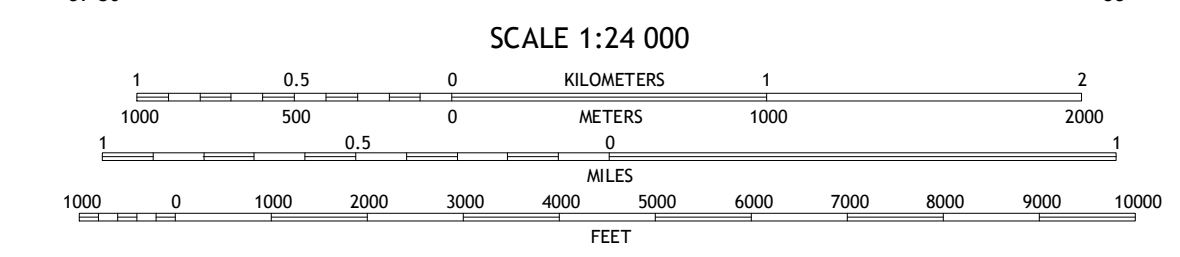 SCALE 1:24 000
1 0.5 0 KILOMETERS 1 2
1000 500 0 METERS 1000 2000
1 0.5 0 1
MILES
1000 0 1000 2000 3000 4000 5000 6000 7000 8000 9000 10000
FEET